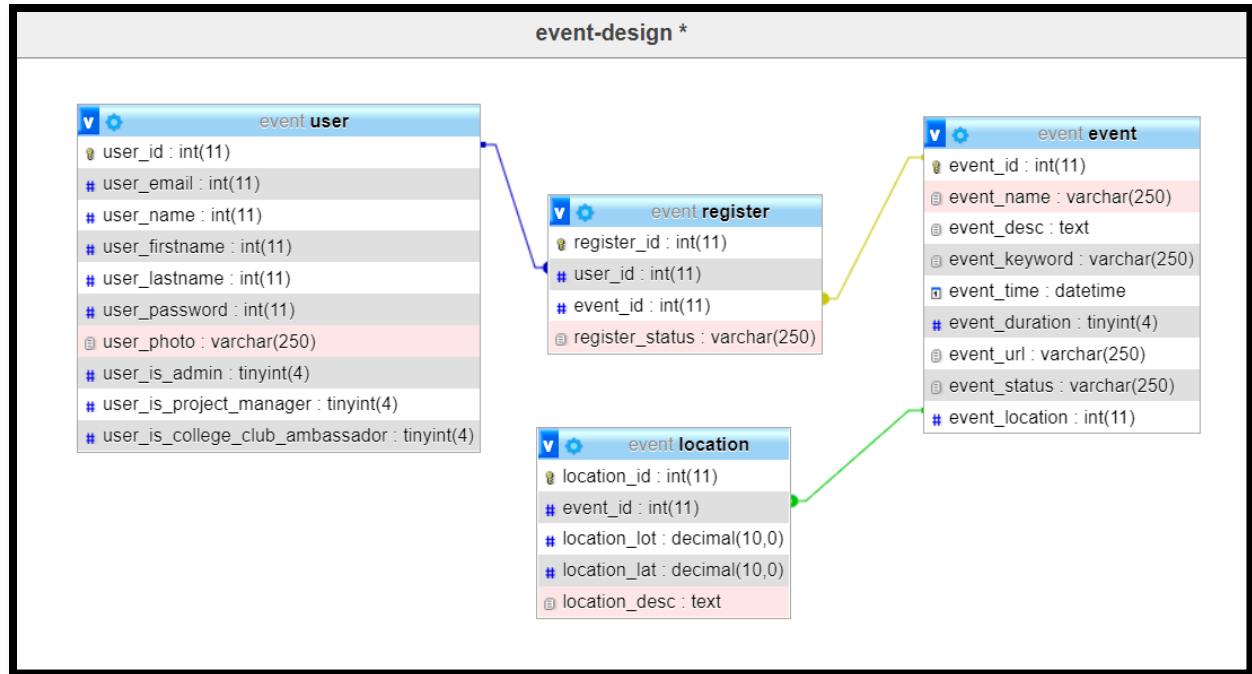 event-design *
event user
user_id : int(11)
user_email : int(11)
user_name : int(11)
user_firstname : int(11)
user_lastname : int(11)
user_password : int(11)
user_photo : varchar(250)
user_is_admin : tinyint(4)
user_is_project_manager : tinyint(4)
user_is_college_club_ambassador : tinyint(4)
event register
register_id : int(11)
user_id : int(11)
event_id : int(11)
register_status : varchar(250)
event location
location_id : int(11)
event_id : int(11)
location_lot : decimal(10,0)
location_lat : decimal(10,0)
location_desc : text
event event
event_id : int(11)
event_name : varchar(250)
event_desc : text
event_keyword : varchar(250)
event_time : datetime
event_duration : tinyint(4)
event_url : varchar(250)
event_status : varchar(250)
event_location : int(11)